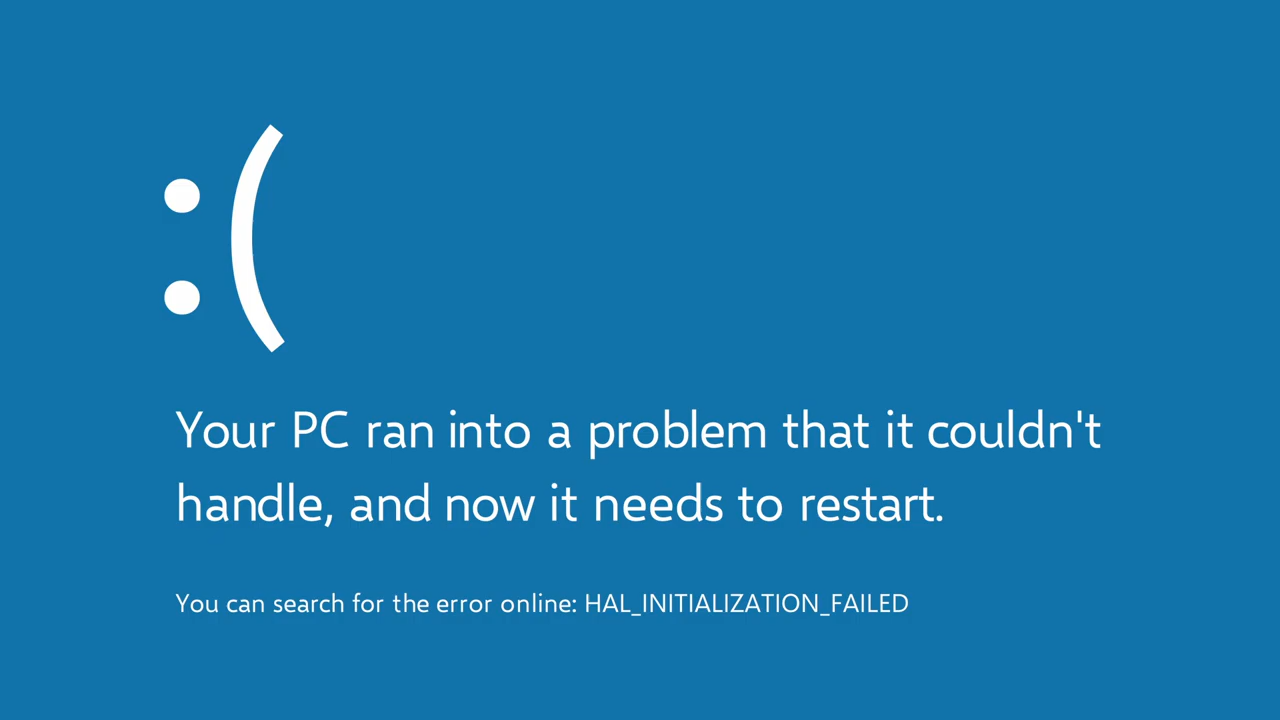 :(
Your PC ran into a problem that it couldn't
handle, and now it needs to restart.
You can search for the error online: HAL_INITIALIZATION_FAILED